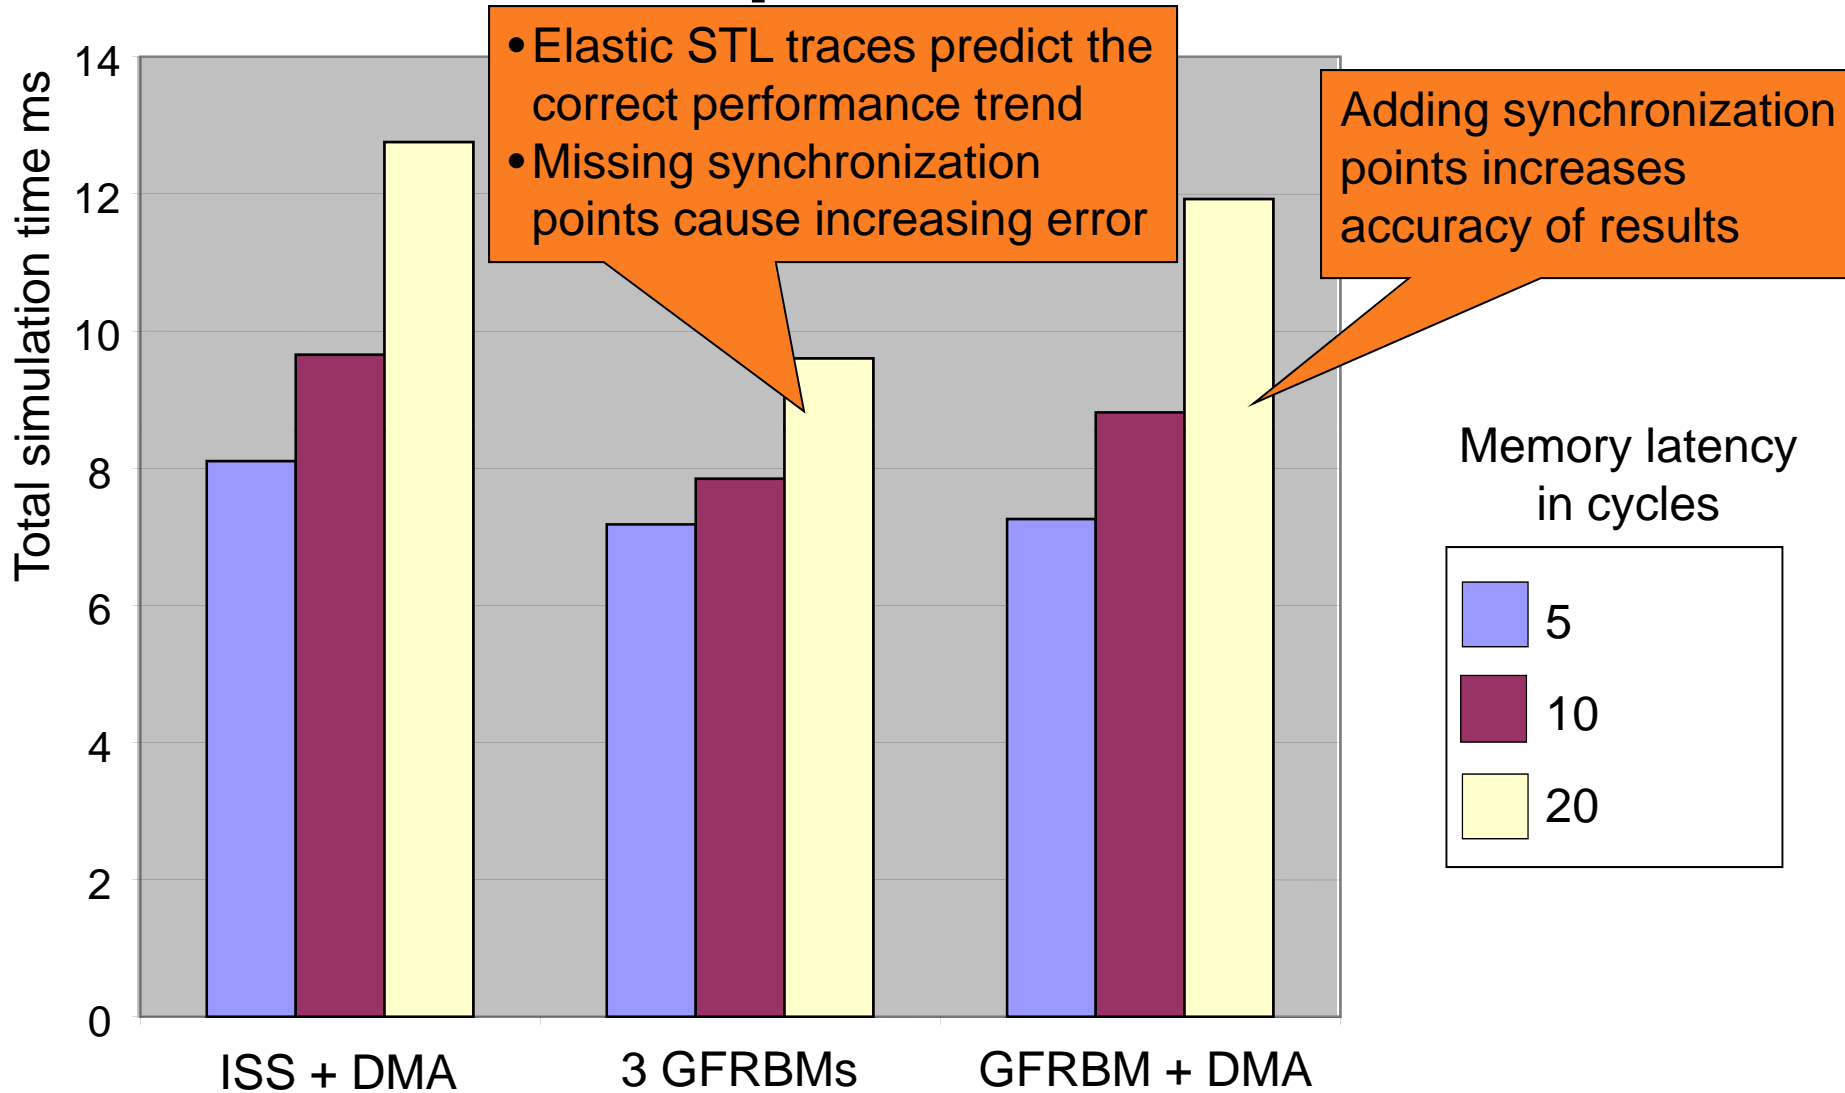 • Elastic STL traces predict the
correct performance trend
• Missing synchronization
points cause increasing error
Adding synchronization
points increases
accuracy of results
Total simulation time ms
14
12
10
8
6
4
2
0
ISS + DMA
3 GFRBMs
GFRBM + DMA
Memory latency
in cycles
5
10
20